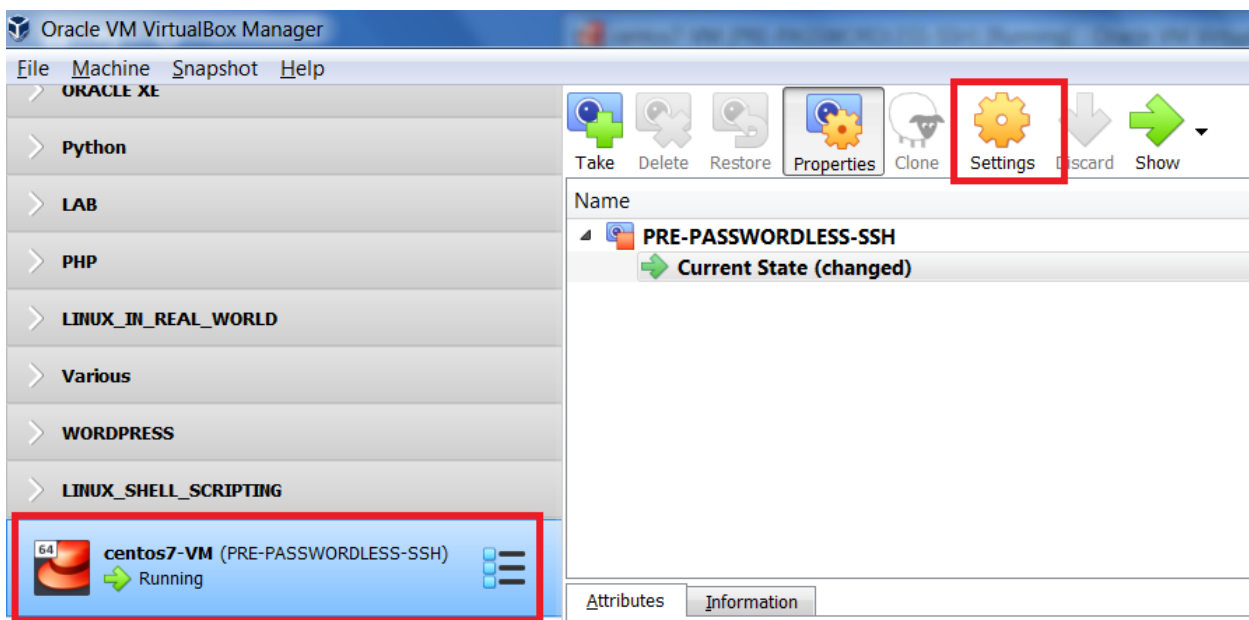 Oracle VM VirtualBox Manager
File Machine Snapshot Help
ORACLE XE
Python
LAB
PHP
LINUX_IN_REAL_WORLD
Various
WORDPRESS
LINUX_SHELL_SCRIPTING
64
centos7-VM (PRE-PASSWORDLESS-SSH)
Running
Take Delete Restore Properties Clone Settings Discard Show
Name
PRE-PASSWORDLESS-SSH
Current State (changed)
Attributes Information